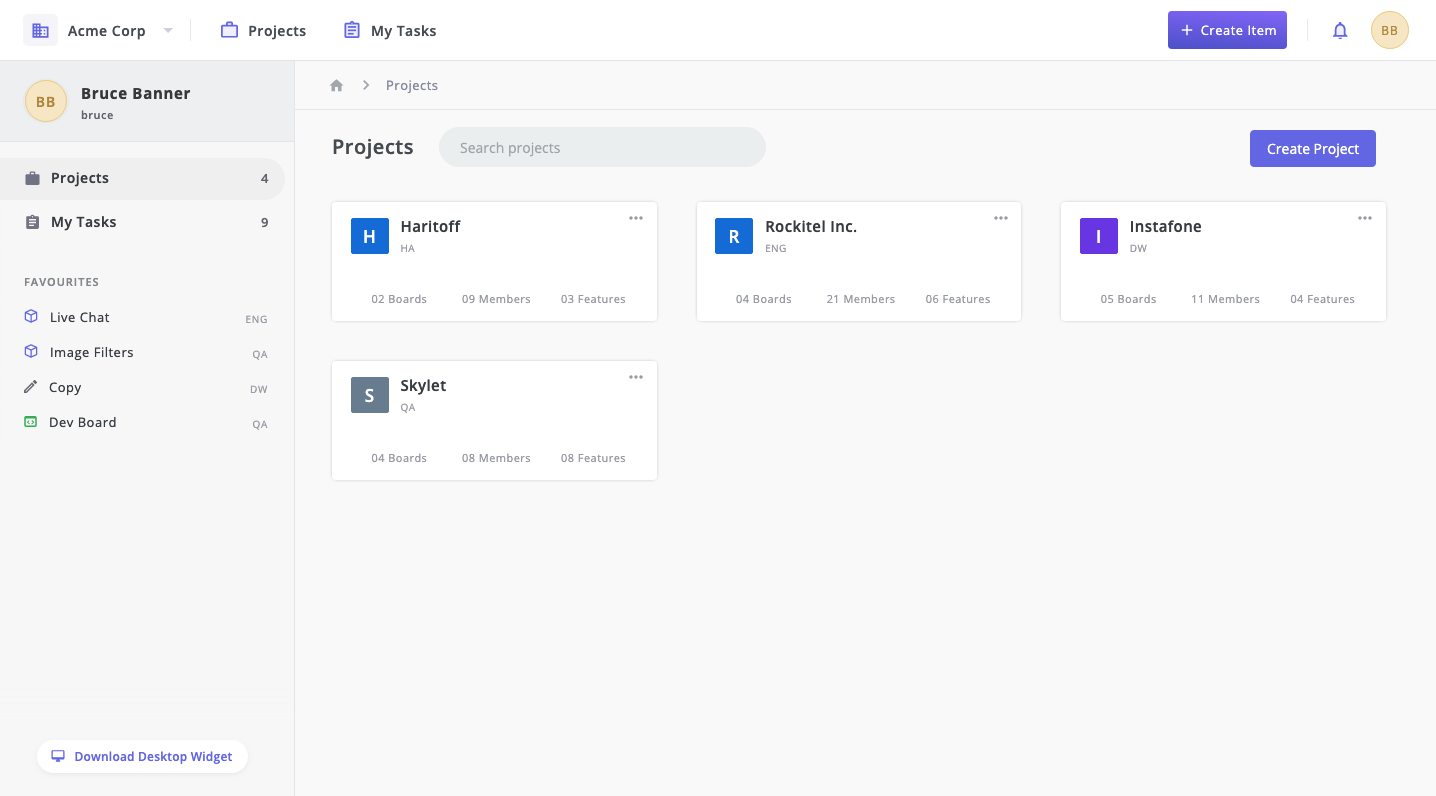 Acme Corp
Projects
My Tasks
+ Create Item
BB
BB
Bruce Banner
bruce
Projects 4
My Tasks 9
FAVOURITES
Live Chat ENG
Image Filters QA
Copy DW
Dev Board QA
Download Desktop Widget
Projects
Projects
Search projects
Create Project
H
Haritoff
HA
02 Boards 09 Members 03 Features
R
Rockitel Inc.
ENG
04 Boards 21 Members 06 Features
I
Instafone
DW
05 Boards 11 Members 04 Features
S
Skylet
QA
04 Boards 08 Members 08 Features